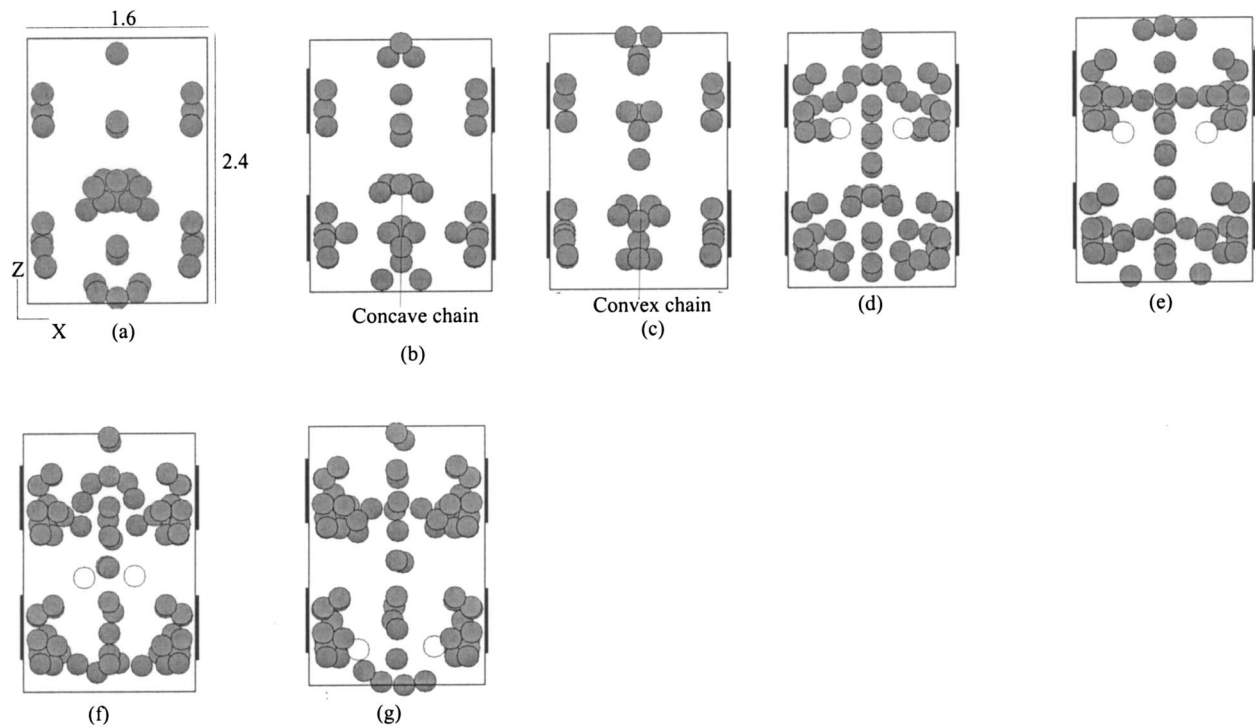 1.6
2.4
Z
X
(a)
Concave chain
(b)
Convex chain
(c)
(d)
(e)
(f)
(g)